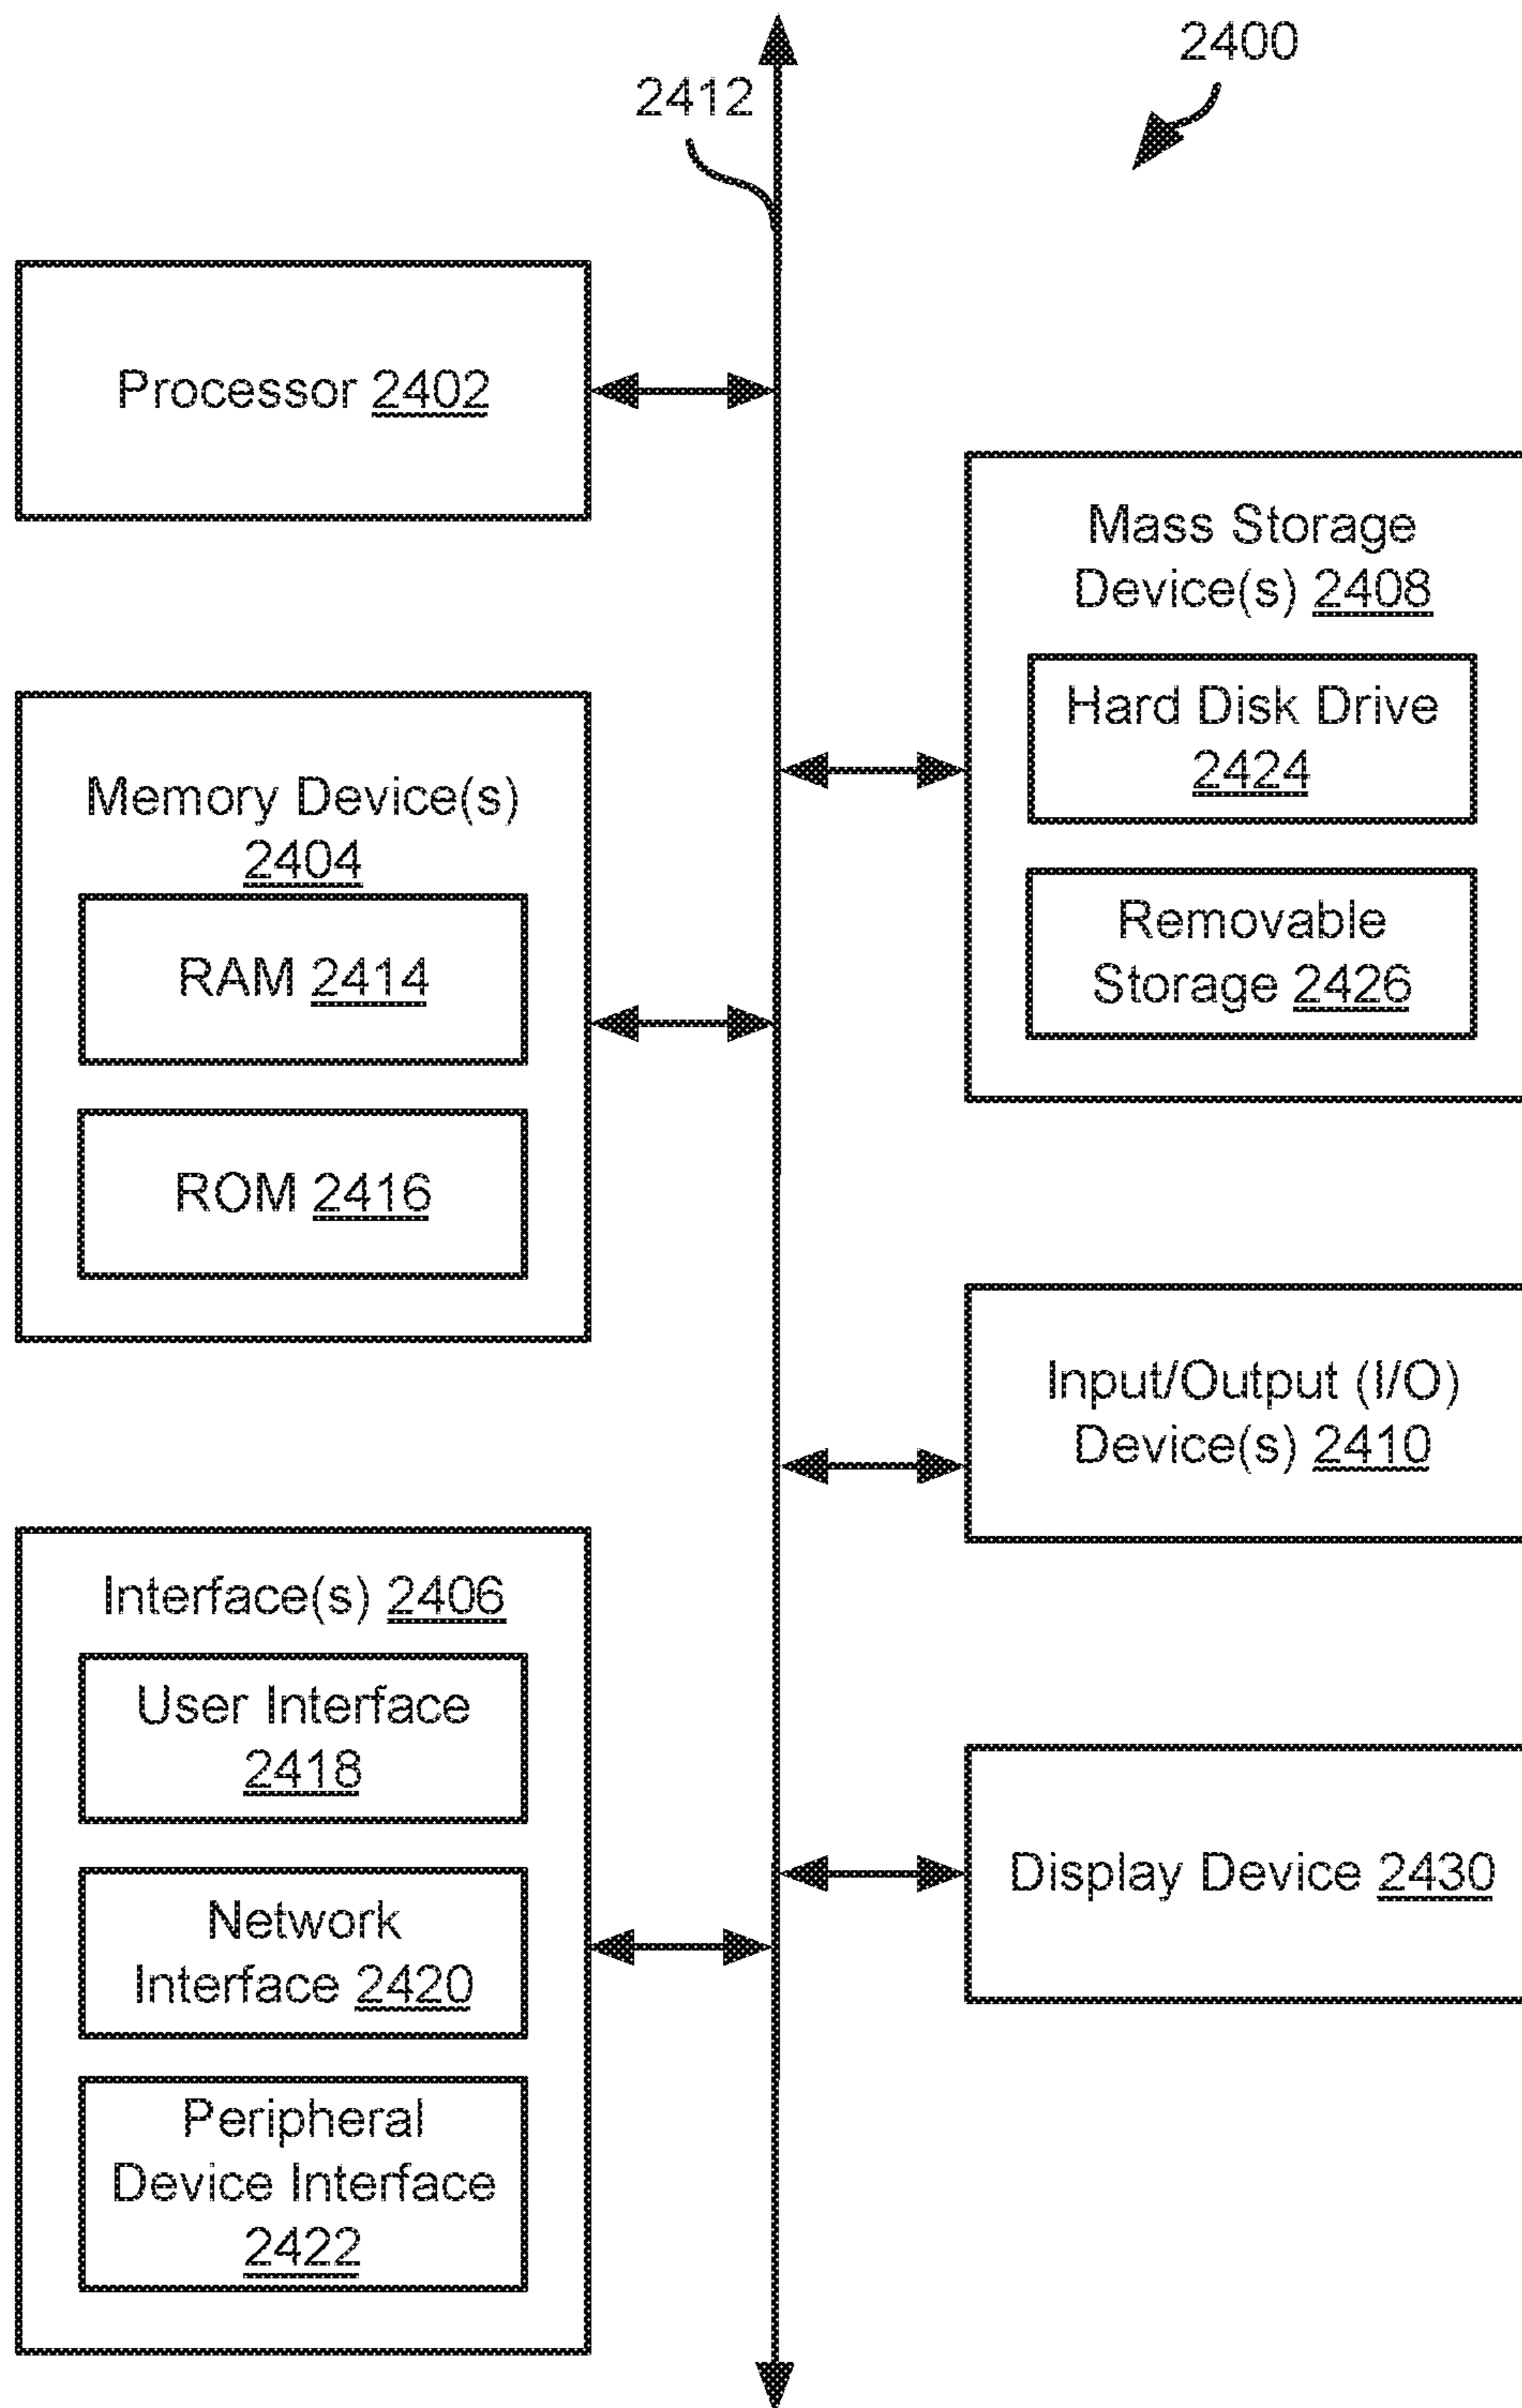 2400
2412
Processor 2402
Mass Storage
Device(s) 2408
Hard Disk Drive
2424
Removable
Storage 2426
Memory Device(s)
2404
RAM 2414
ROM 2416
Input/Output (I/O)
Device(s) 2410
Interface(s) 2406
User Interface
2418
Network
Interface 2420
Peripheral
Device Interface
2422
Display Device 2430